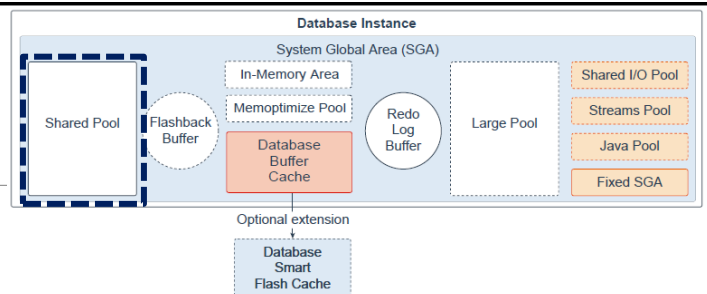 Database Instance
System Global Area (SGA)
Shared Pool
Flashback
Buffer
In-Memory Area
Memoptimize Pool
Database
Buffer
Cache
Redo
Log
Buffer
Large Pool
Shared I/O Pool
Streams Pool
Java Pool
Fixed SGA
Optional extension
Database
Smart
Flash Cache